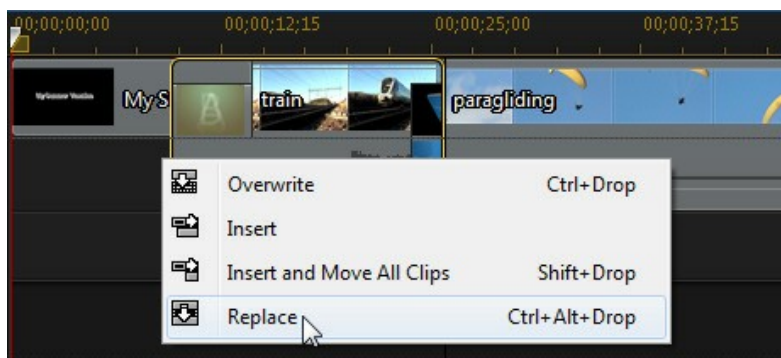 00;00;00;00 00;00;12;15 00;00;25;00 00;00;37;15
My S train paragliding
Overwrite Ctrl+Drop
Insert
Insert and Move All Clips Shift+Drop
Replace Ctrl+Alt+Drop